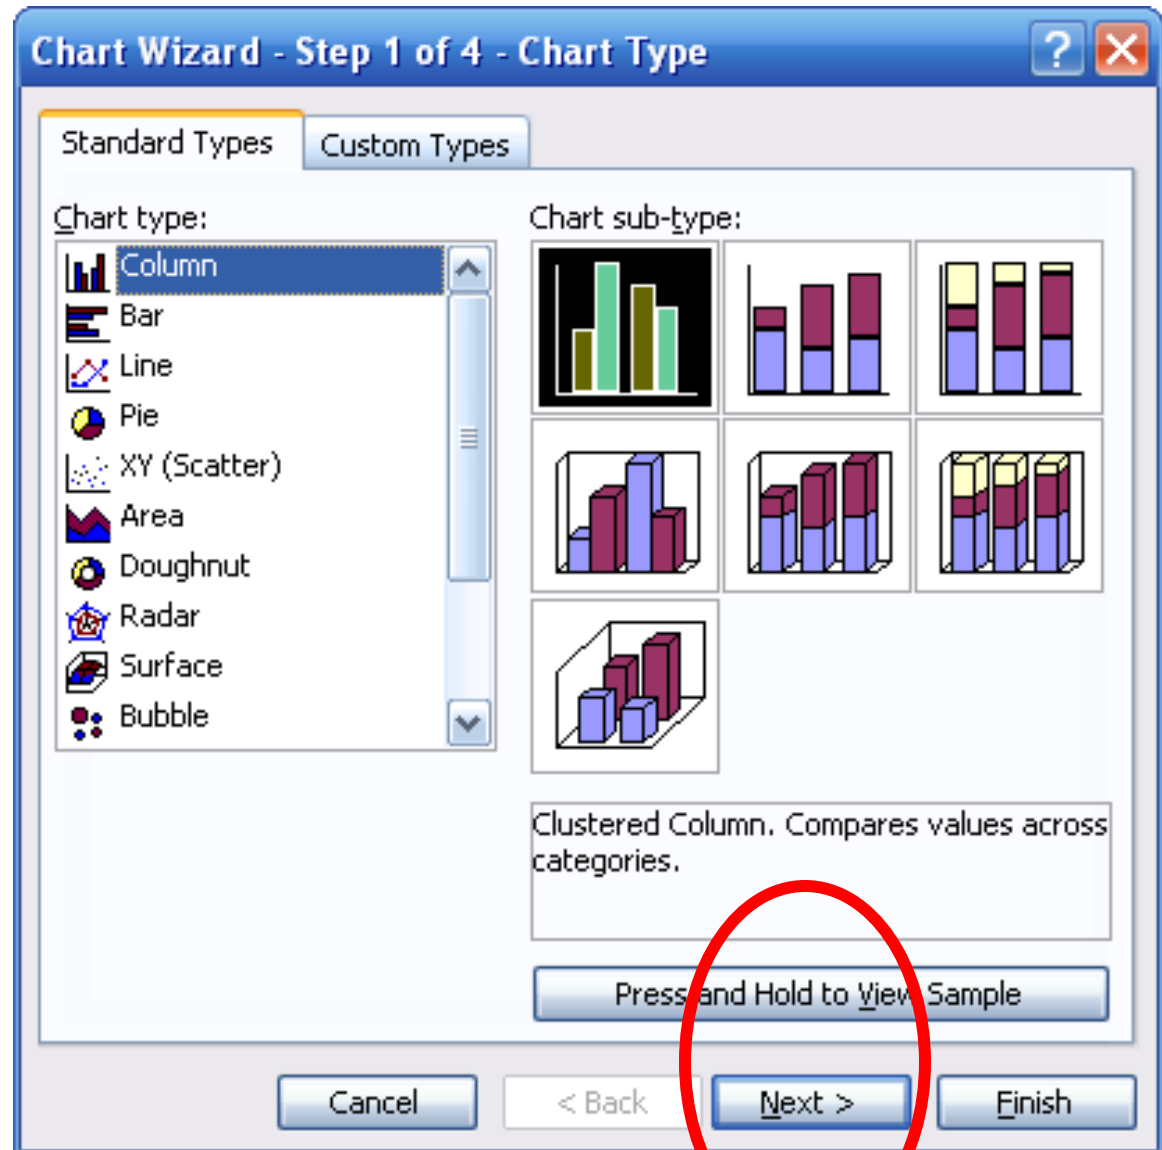 Chart Wizard - Step 1 of 4 - Chart Type
Standard Types
Custom Types
Chart type:
Column
Bar
Line
Pie
XY (Scatter)
Area
Doughnut
Radar
Surface
Bubble
Chart sub-type:
Clustered Column. Compares values across
categories.
Press and Hold to View Sample
Cancel
< Back
Next >
Finish